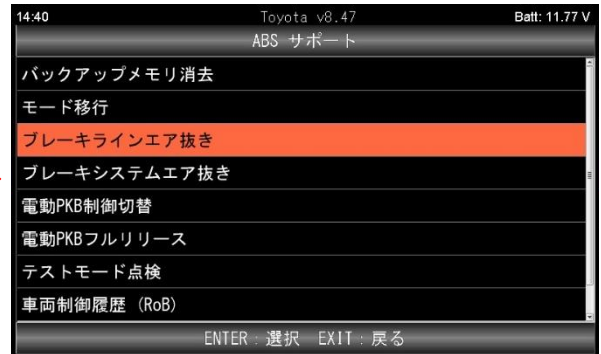 14:40 Toyota v8.47 Batt: 11.77 V
ABS サポート
バックアップメモリ消去
モード移行
ブレーキラインエア抜き
ブレーキシステムエア抜き
電動PKB制御切替
電動PKBフルリリース
テストモード点検
車両制御履歴 (RoB)
ENTER : 選択 EXIT : 戻る